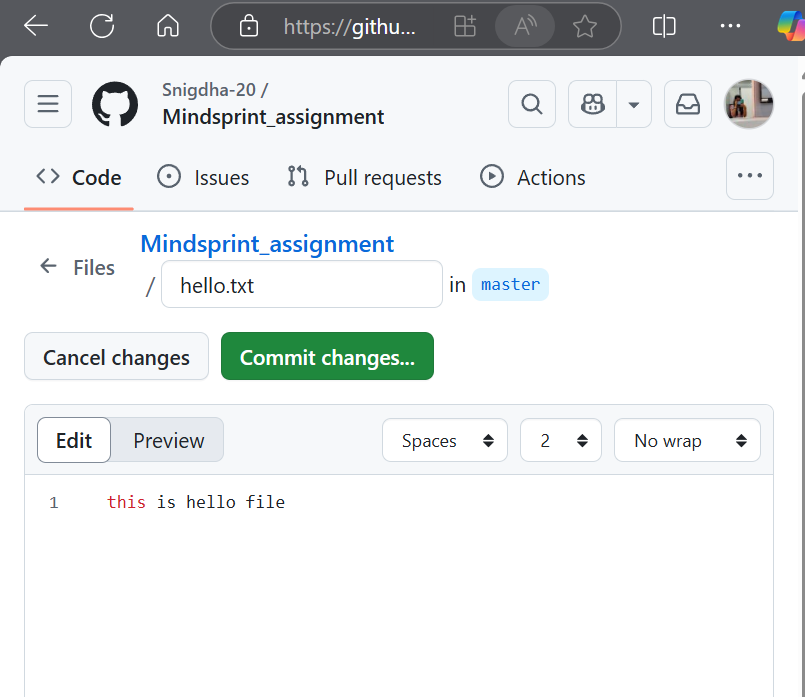 https://githu...
Snigdha-20 /
Mindsprint_assignment
Code
Issues
Pull requests
Actions
Files
Mindsprint_assignment
/ hello.txt in master
Cancel changes
Commit changes...
Edit
Preview
Spaces
2
No wrap
1 this is hello file